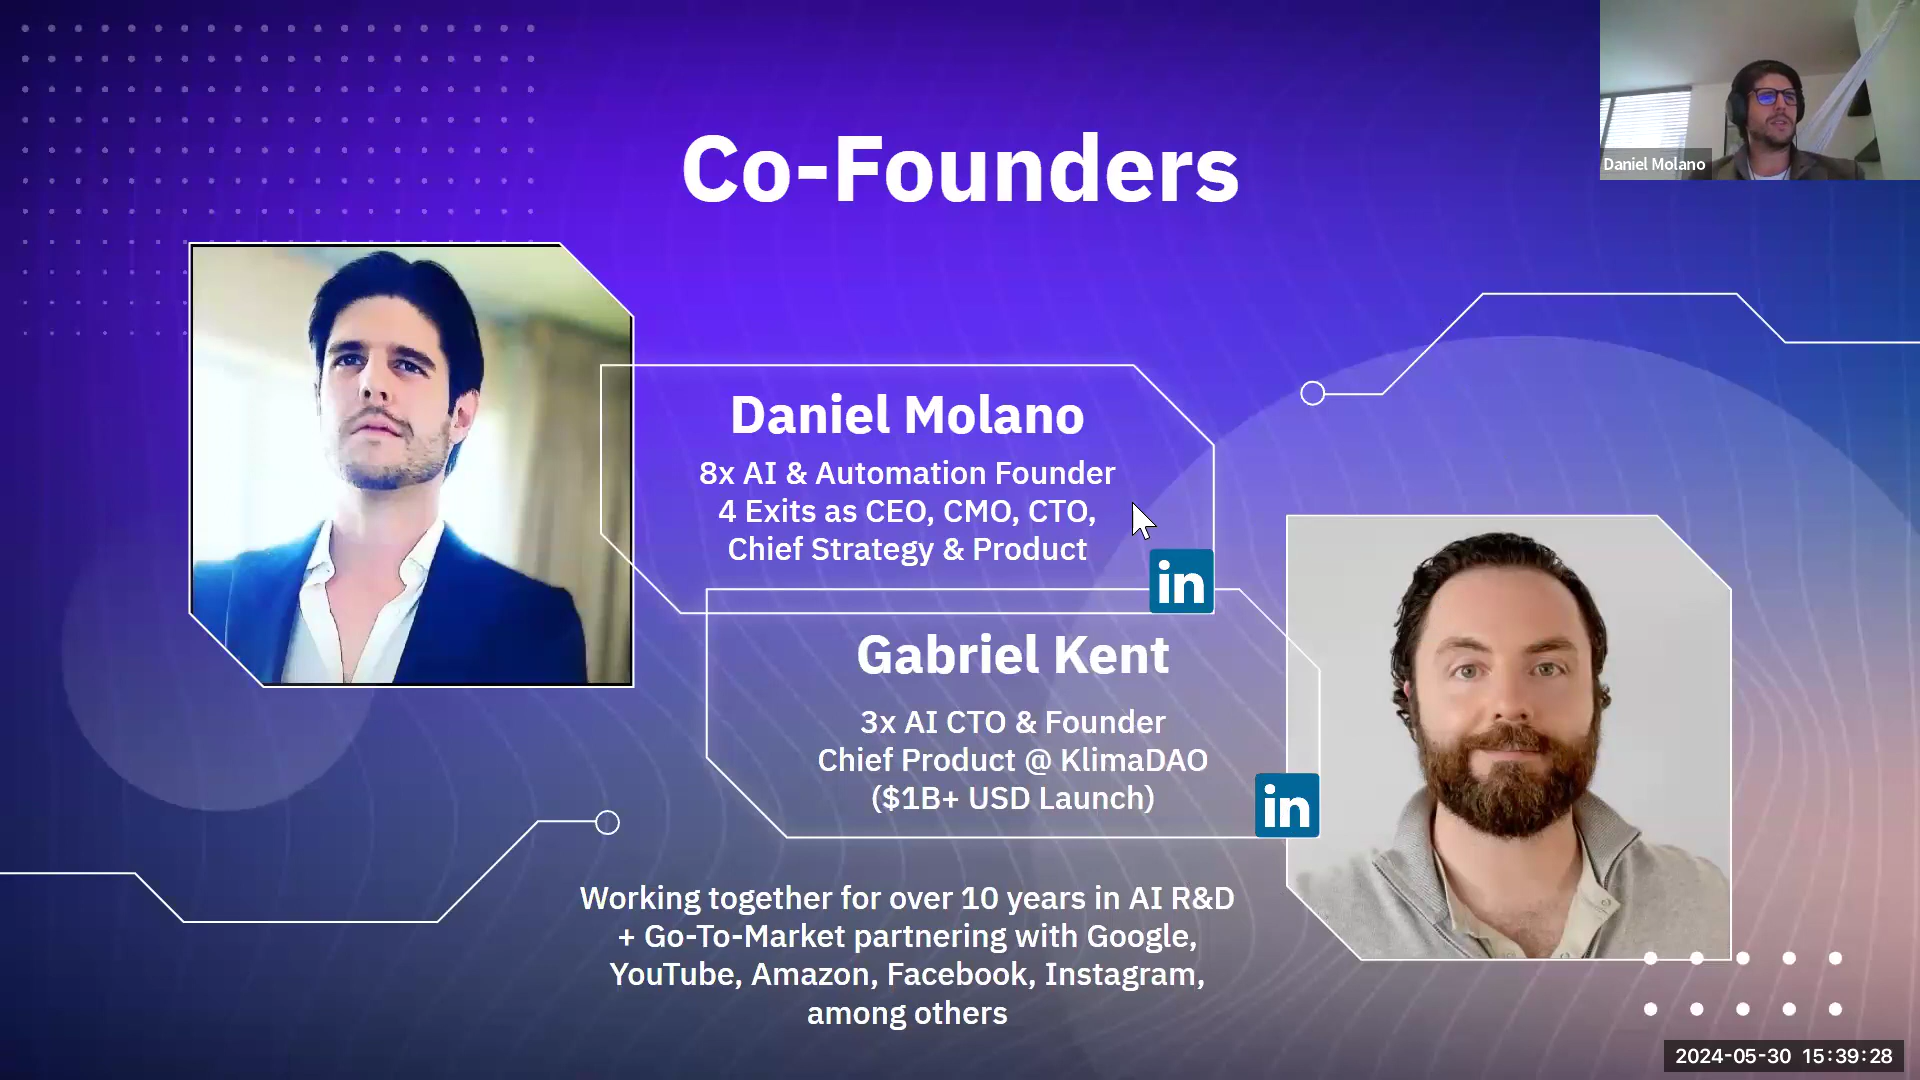 Daniel Molano
Co-Founders
Daniel Molano
8x AI & Automation Founder
4 Exits as CEO, CMO, CTO,
Chief Strategy & Product
in
Gabriel Kent
3x AI CTO & Founder
Chief Product @ KlimaDAO
($1B+ USD Launch)
in
Working together for over 10 years in AI R&D
+ Go-To-Market partnering with Google,
YouTube, Amazon, Facebook, Instagram,
among others
2024-05-30 15:39:28